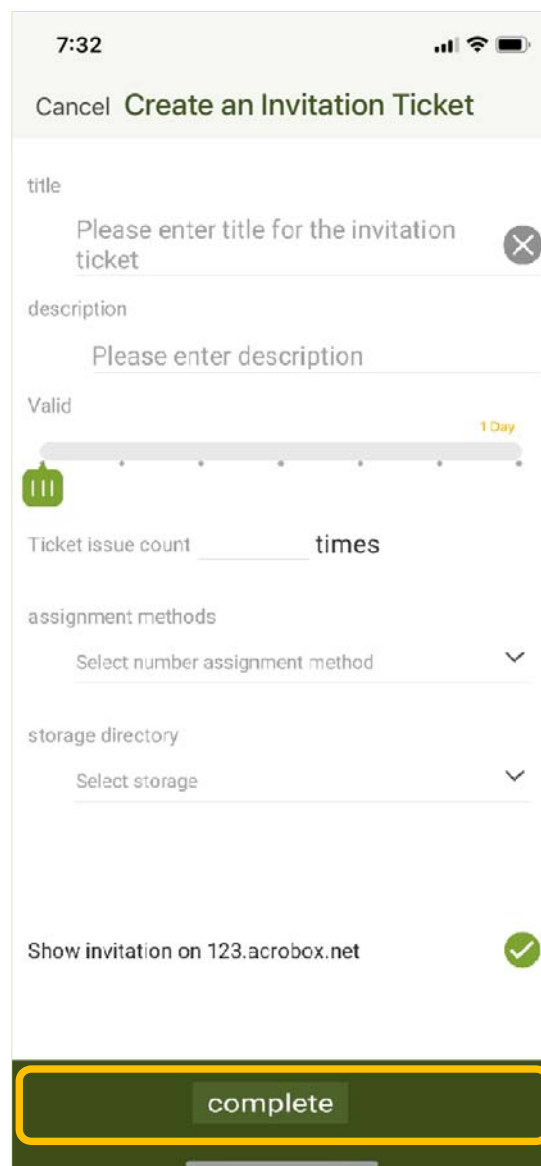 7:32
Cancel Create an Invitation Ticket
title
Please enter title for the invitation
ticket
description
Please enter description
Valid
1 Day
Ticket issue count times
assignment methods
Select number assignment method
storage directory
Select storage
Show invitation on 123.acrobox.net
complete